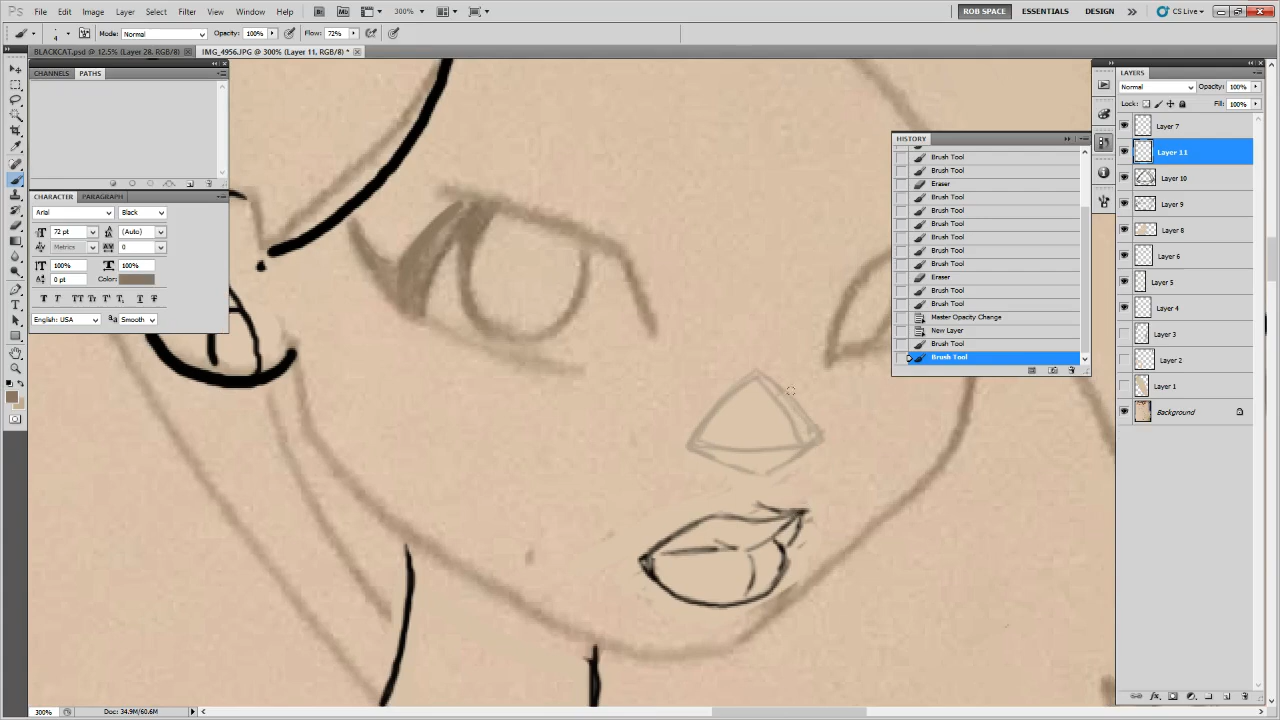 Ps File Edit Image Layer Select Filter View Window Help Mb 300% ROB SPACE ESSENTIALS DESIGN CS Live
Mode: Normal Opacity: 100% Flow: 72%
BLACKCAT.psd @ 12.5% (Layer 28, RGB/8) × IMG_4956.JPG @ 300% (Layer 11, RGB/8) * ×
CHANNELS PATHS
CHARACTER PARAGRAPH
Arial Black
72 pt (Auto)
Metrics 0
100% 100%
0 pt Color:
T T TT Tr T T T T
English: USA aa Smooth
HISTORY
Brush Tool
Brush Tool
Eraser
Brush Tool
Brush Tool
Brush Tool
Brush Tool
Brush Tool
Brush Tool
Eraser
Brush Tool
Brush Tool
Master Opacity Change
New Layer
Brush Tool
Brush Tool
LAYERS
Normal Opacity: 100%
Lock: Fill: 100%
Layer 7
Layer 11
Layer 10
Layer 9
Layer 8
Layer 6
Layer 5
Layer 4
Layer 3
Layer 2
Layer 1
Background
300% Doc: 34.9M/60.6M